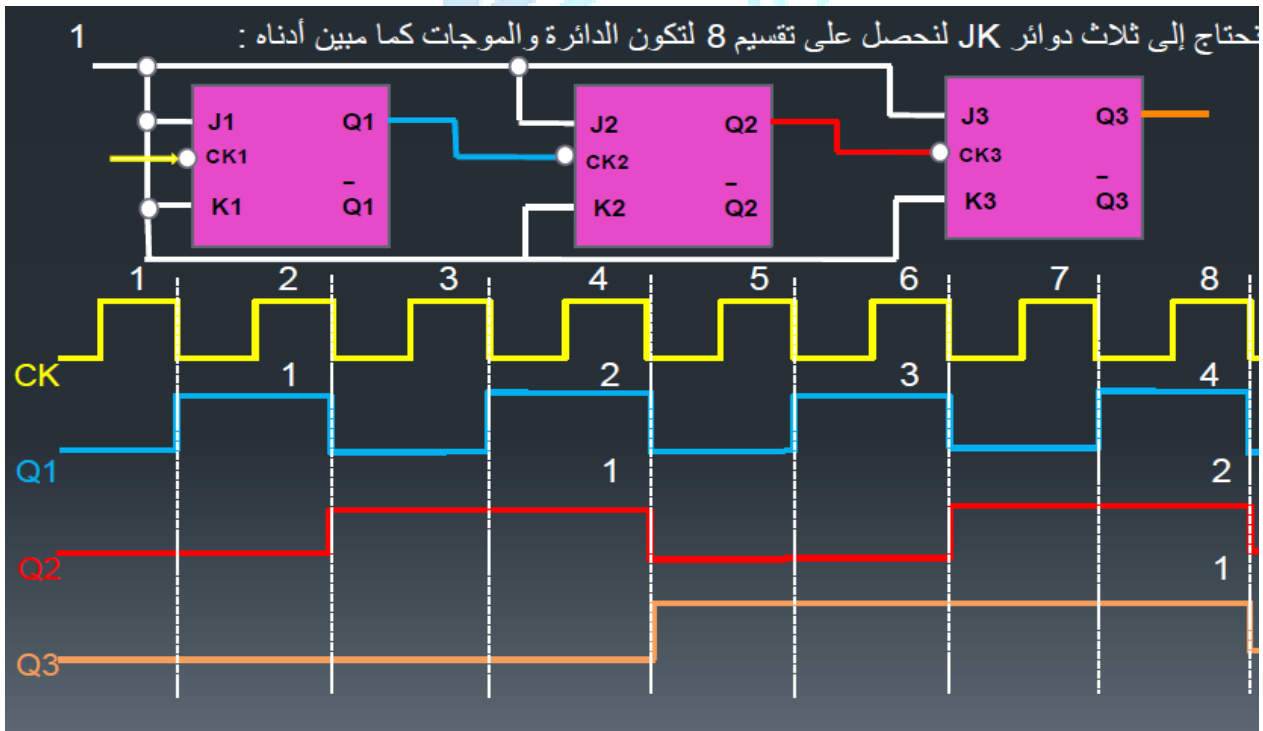 نحتاج إلى ثلاث دوائر JK لنحصل على تقسيم 8 لتكون الدائرة والموجات كما مبين أدناه :
1
J1 Q1 J2 Q2 J3 Q3
CK1 CK2 CK3
K1 Q̅1 K2 Q̅2 K3 Q̅3
1 2 3 4 5 6 7 8
CK
1 2 3 4
Q1
1 2
Q2
1
Q3